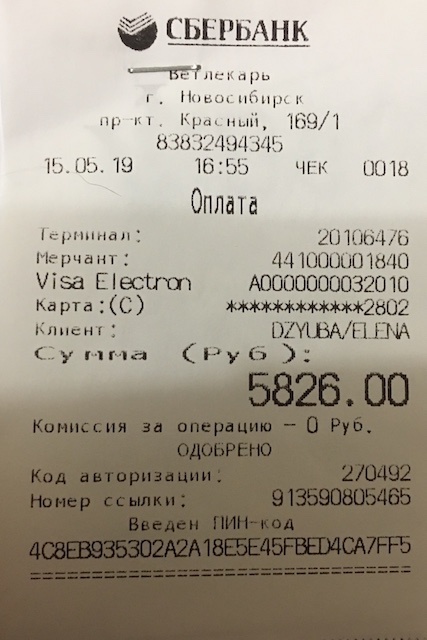 СБЕРБАНК
Ветлекарь
г. Новосибирск
пр-кт. Красный, 169/1
83832494345
15.05.19 16:55 ЧЕК 0018
Оплата
Терминал: 20106476
Мерчант: 441000001840
Visa Electron A0000000032010
Карта:(C) ************2802
Клиент: DZYUBA/ELENA
Сумма (Руб):
5826.00
Комиссия за операцию – 0 Руб.
ОДОБРЕНО
Код авторизации: 270492
Номер ссылки: 913590805465
Введен ПИН-код
4C8EB935302A2A18E5E45FBED4CA7FF5
================================